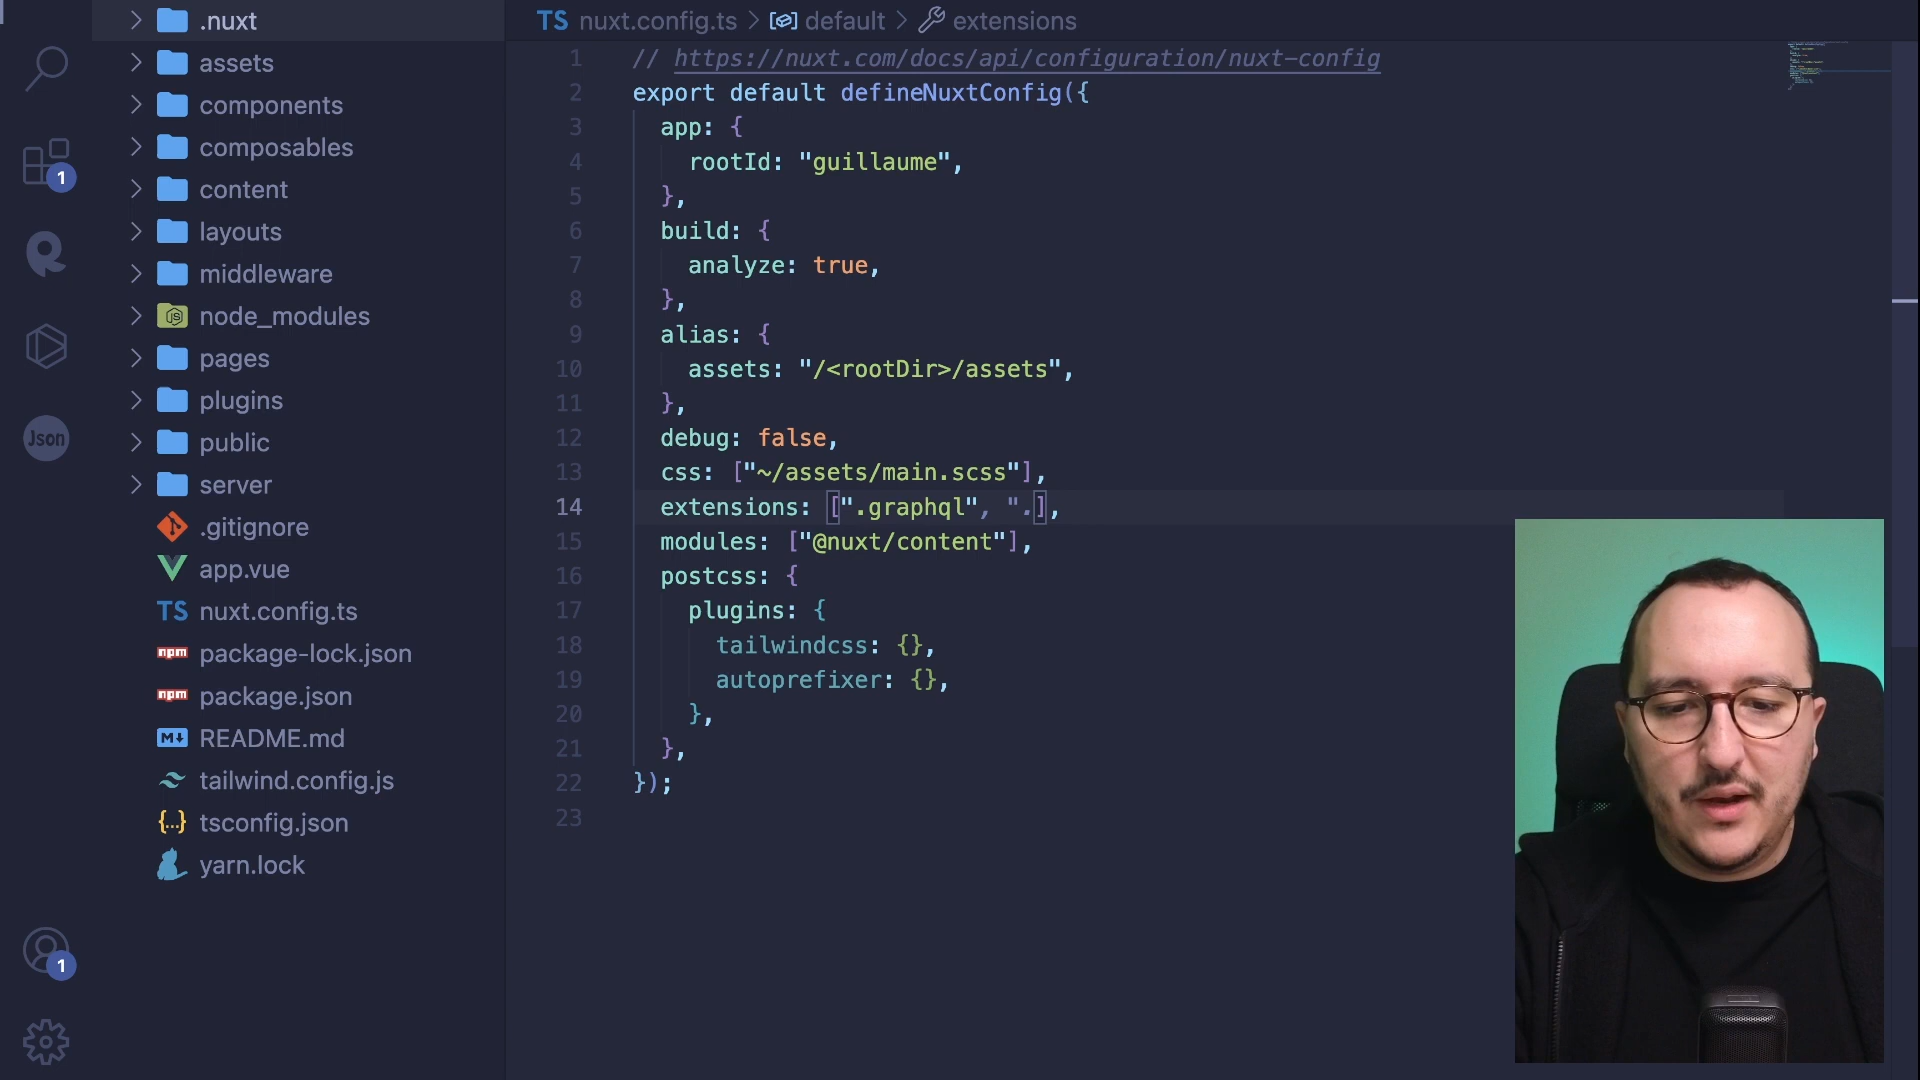 .nuxt
assets
components
composables
content
layouts
middleware
node_modules
pages
plugins
public
server
.gitignore
app.vue
TS nuxt.config.ts
npm package-lock.json
npm package.json
M README.md
tailwind.config.js
{...} tsconfig.json
yarn.lock
1
Json
1
TS nuxt.config.ts > default > extensions
1 // https://nuxt.com/docs/api/configuration/nuxt-config
2 export default defineNuxtConfig({
3 app: {
4 rootId: "guillaume",
5 },
6 build: {
7 analyze: true,
8 },
9 alias: {
10 assets: "/<rootDir>/assets",
11 },
12 debug: false,
13 css: ["~/assets/main.scss"],
14 extensions: [".graphql", ".],
15 modules: ["@nuxt/content"],
16 postcss: {
17 plugins: {
18 tailwindcss: {},
19 autoprefixer: {},
20 },
21 },
22 });
23